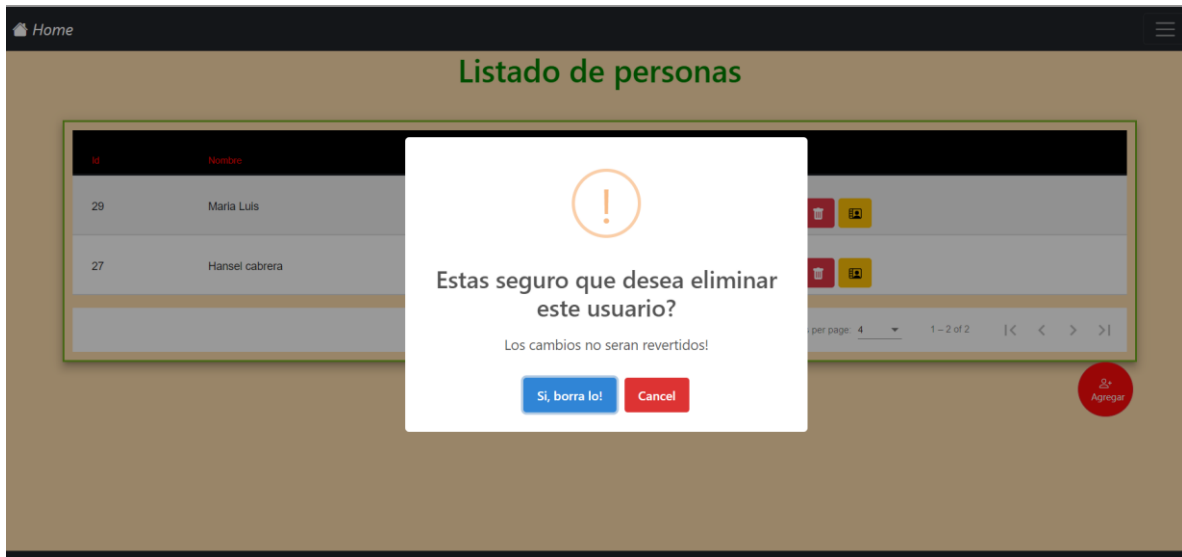 Home
Listado de personas
Id Nombre
29 Maria Luis
27 Hansel cabrera
Estas seguro que desea eliminar
este usuario?
Los cambios no seran revertidos!
Si, borra lo! Cancel
per page: 4 1 – 2 of 2
Agregar